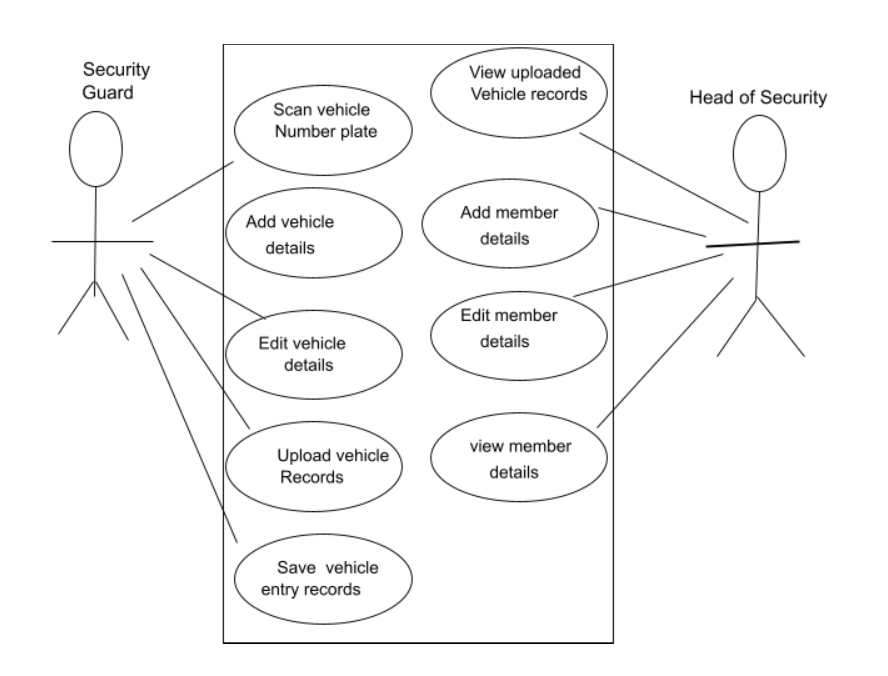 Security
Guard
Scan vehicle
Number plate
Add vehicle
details
Edit vehicle
details
Upload vehicle
Records
Save vehicle
entry records
View uploaded
Vehicle records
Add member
details
Edit member
details
view member
details
Head of Security